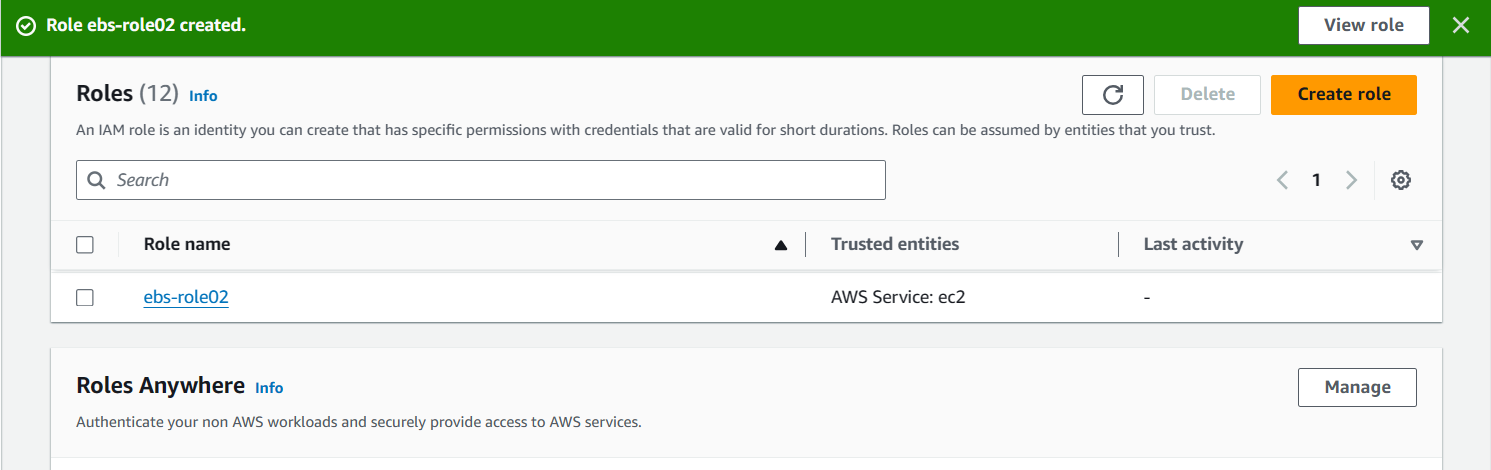 Role ebs-role02 created.
View role
Roles (12) Info
Delete
Create role
An IAM role is an identity you can create that has specific permissions with credentials that are valid for short durations. Roles can be assumed by entities that you trust.
Search
1
Role name
Trusted entities
Last activity
ebs-role02
AWS Service: ec2
-
Roles Anywhere Info
Manage
Authenticate your non AWS workloads and securely provide access to AWS services.